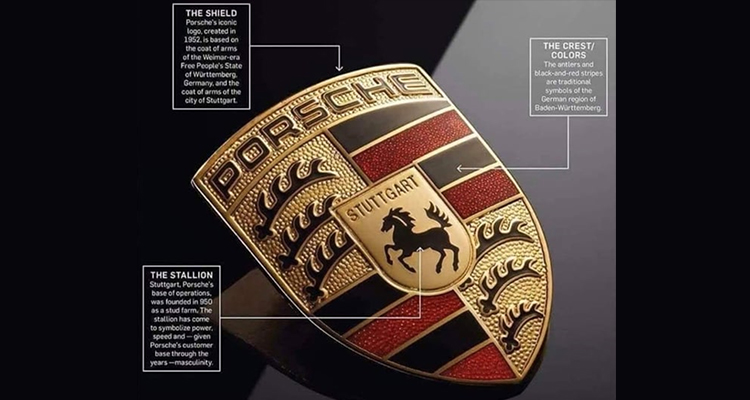 THE SHIELD
Porsche's iconic
logo, created in
1952, is based on
the coat of arms
of the Weimar-era
Free People's State
of Württemberg,
Germany, and the
coat of arms of the
city of Stuttgart.
THE CREST/
COLORS
The antlers and
black-and-red stripes
are traditional
symbols of the
German region of
Baden-Württemberg.
PORSCHE
STUTTGART
THE STALLION
Stuttgart, Porsche's
base of operations,
was founded in 950
as a stud farm. The
stallion has come
to symbolize power,
speed and — given
Porsche's customer
base through the
years —masculinity.